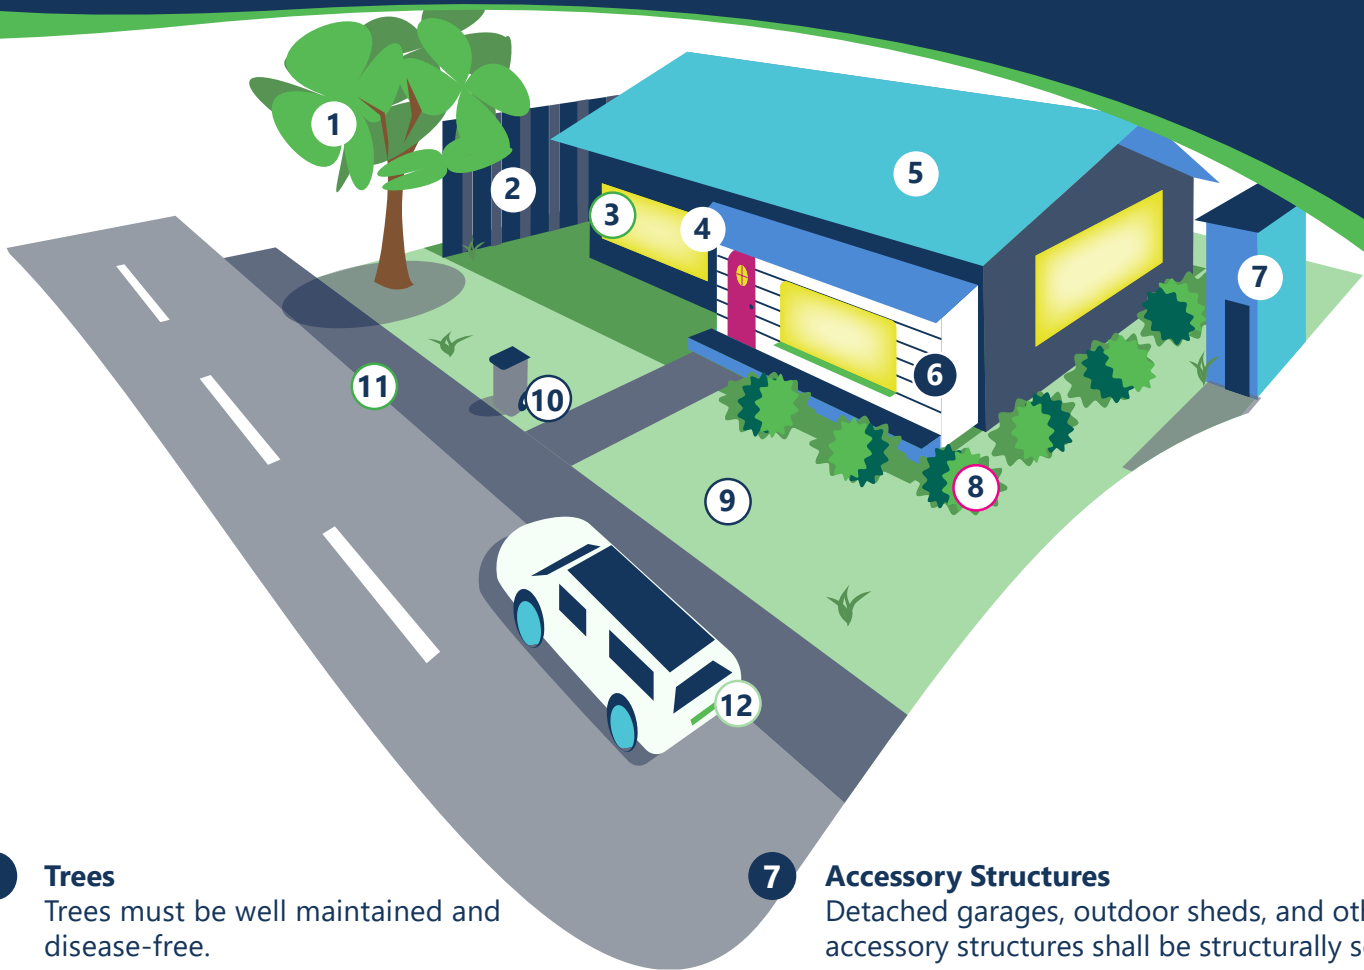 1
2
3
4
5
6
7
8
9
10
11
12
Trees
Trees must be well maintained and
disease-free.
7
Accessory Structures
Detached garages, outdoor sheds, and
accessory structures shall be structurally